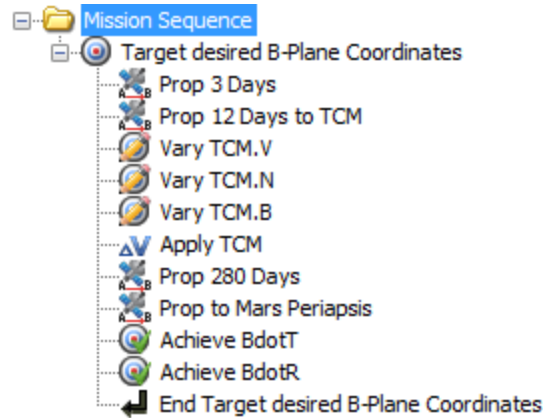 Mission Sequence
Target desired B-Plane Coordinates
Prop 3 Days
Prop 12 Days to TCM
Vary TCM.V
Vary TCM.N
Vary TCM.B
Apply TCM
Prop 280 Days
Prop to Mars Periapsis
Achieve BdotT
Achieve BdotR
End Target desired B-Plane Coordinates